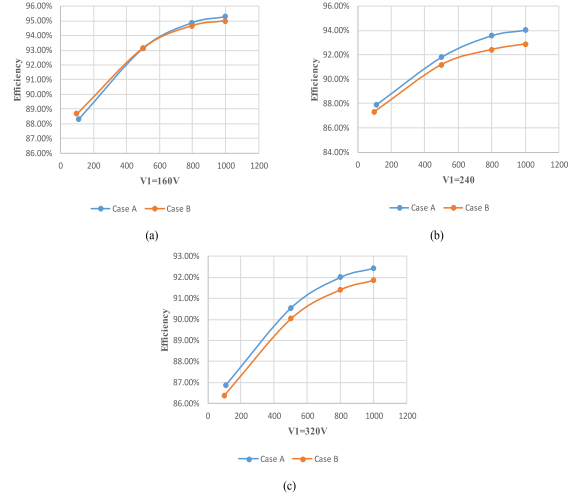 96.00%
95.00%
94.00%
93.00%
92.00%
91.00%
90.00%
89.00%
88.00%
87.00%
86.00%
Efficiency
0 200 400 600 800 1000 1200
V1=160V
Case A Case B
(a)
96.00%
94.00%
92.00%
90.00%
88.00%
86.00%
84.00%
Efficiency
0 200 400 600 800 1000 1200
V1=240
Case A Case B
(b)
93.00%
92.00%
91.00%
90.00%
89.00%
88.00%
87.00%
86.00%
Efficiency
0 200 400 600 800 1000 1200
V1=320V
Case A Case B
(c)